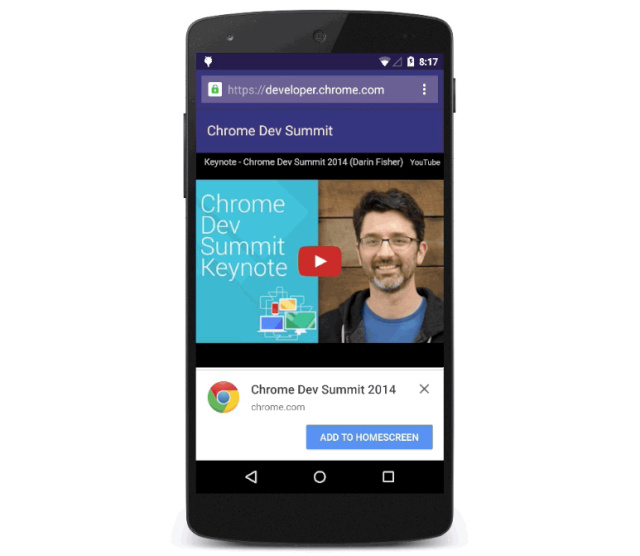 8:17
https://developer.chrome.com
Chrome Dev Summit
Keynote - Chrome Dev Summit 2014 (Darin Fisher) YouTube
Chrome
Dev
Summit
Keynote
Chrome Dev Summit 2014
chrome.com
ADD TO HOMESCREEN